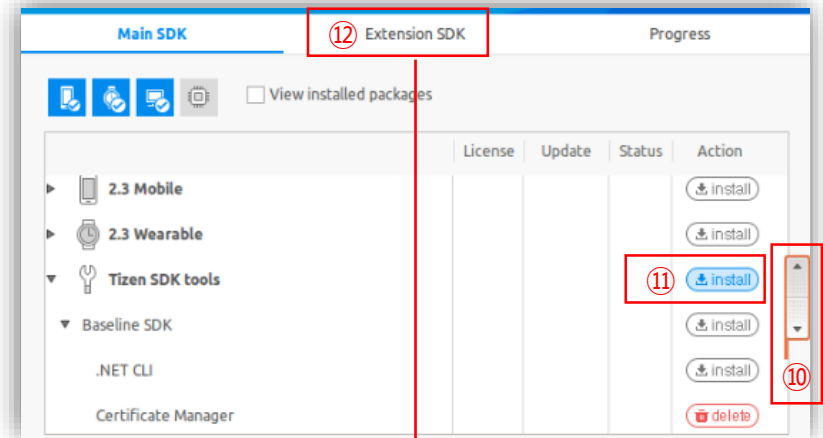 Main SDK ⑫ Extension SDK Progress
View installed packages
License Update Status Action
2.3 Mobile install
2.3 Wearable install
Tizen SDK tools ⑪ install
Baseline SDK install
.NET CLI install
⑩
Certificate Manager delete